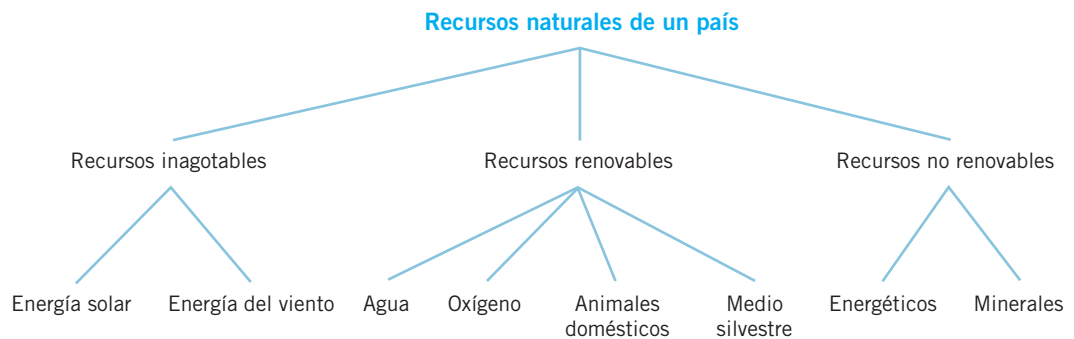 Recursos naturales de un país
Recursos inagotables
Recursos renovables
Recursos no renovables
Energía solar
Energía del viento
Agua
Oxígeno
Animales
domésticos
Medio
silvestre
Energéticos
Minerales